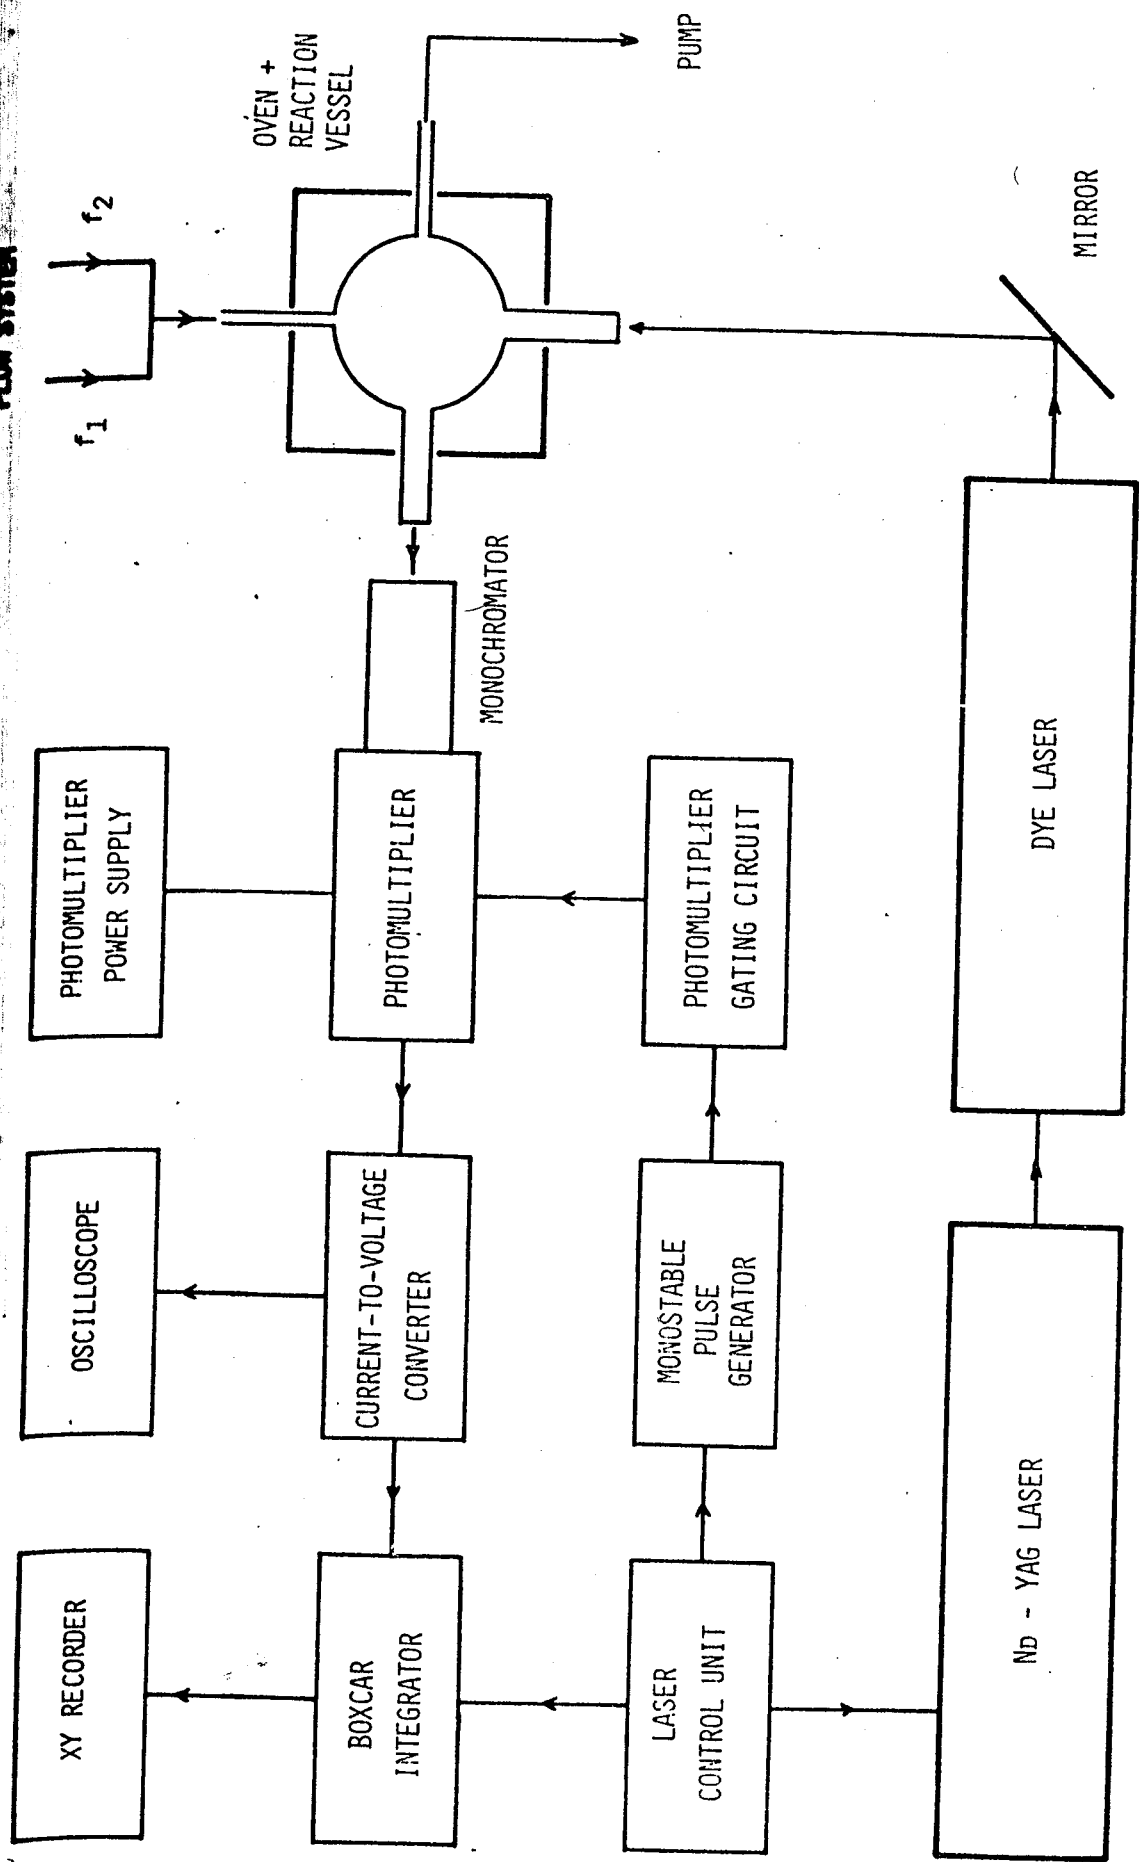 FLOW SYSTEM
f1
f2
OVEN +
REACTION
VESSEL
PUMP
XY RECORDER
OSCILLOSCOPE
PHOTOMULTIPLIER
POWER SUPPLY
BOXCAR
INTEGRATOR
CURRENT-TO-VOLTAGE
CONVERTER
PHOTOMULTIPLIER
MONOCHROMATOR
LASER
CONTROL UNIT
MONOSTABLE
PULSE
GENERATOR
PHOTOMULTIPLIER
GATING CIRCUIT
ND - YAG LASER
DYE LASER
MIRROR